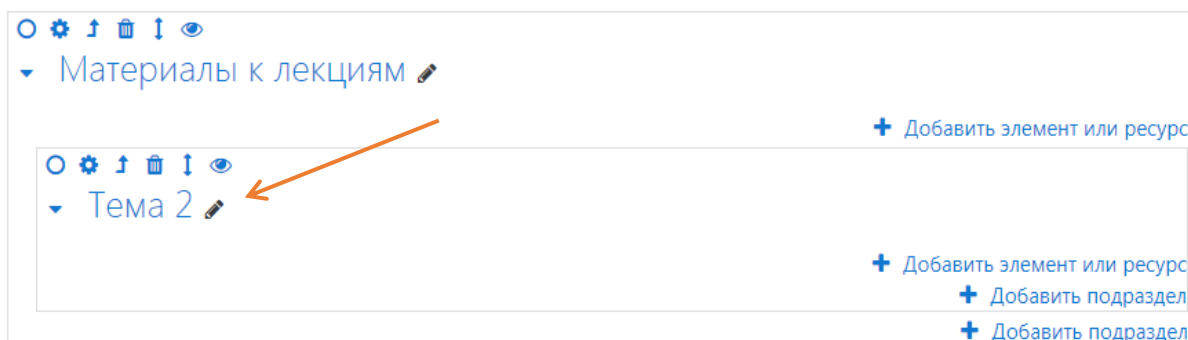 Материалы к лекциям
Добавить элемент или ресурс
Тема 2
Добавить элемент или ресурс
Добавить подраздел
Добавить подраздел